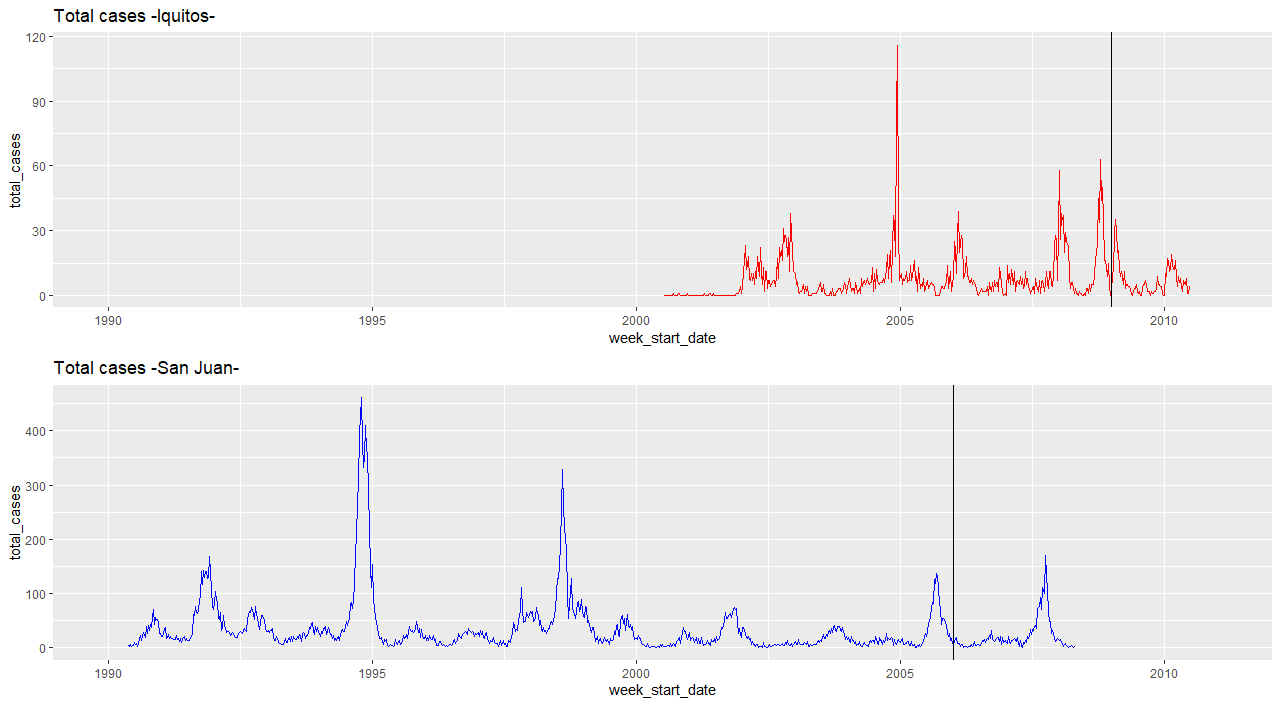 Total cases -Iquitos-
120
90
60
30
0
total_cases
1990 1995 2000 2005 2010
week_start_date
Total cases -San Juan-
400
300
200
100
0
total_cases
1990 1995 2000 2005 2010
week_start_date